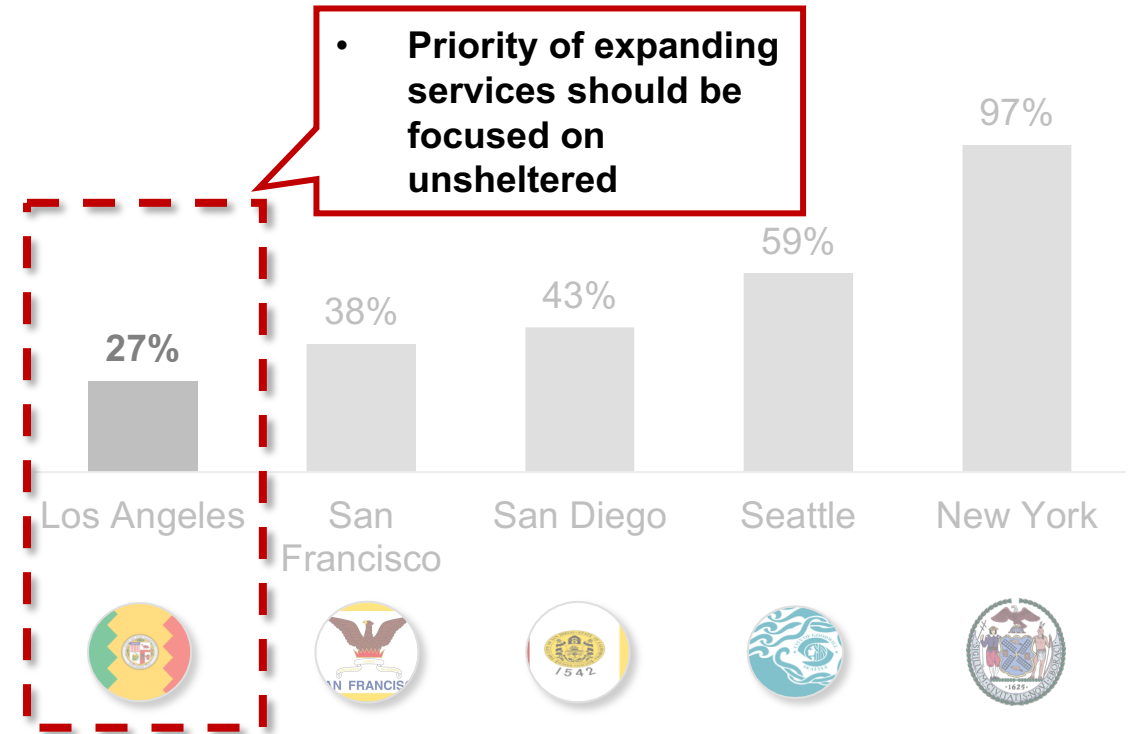 • Priority of expanding
services should be
focused on
unsheltered
97%
59%
43%
38%
27%
Los Angeles
San
Francisco
San Diego
Seattle
New York
AN FRANCIS
1542
·1625·